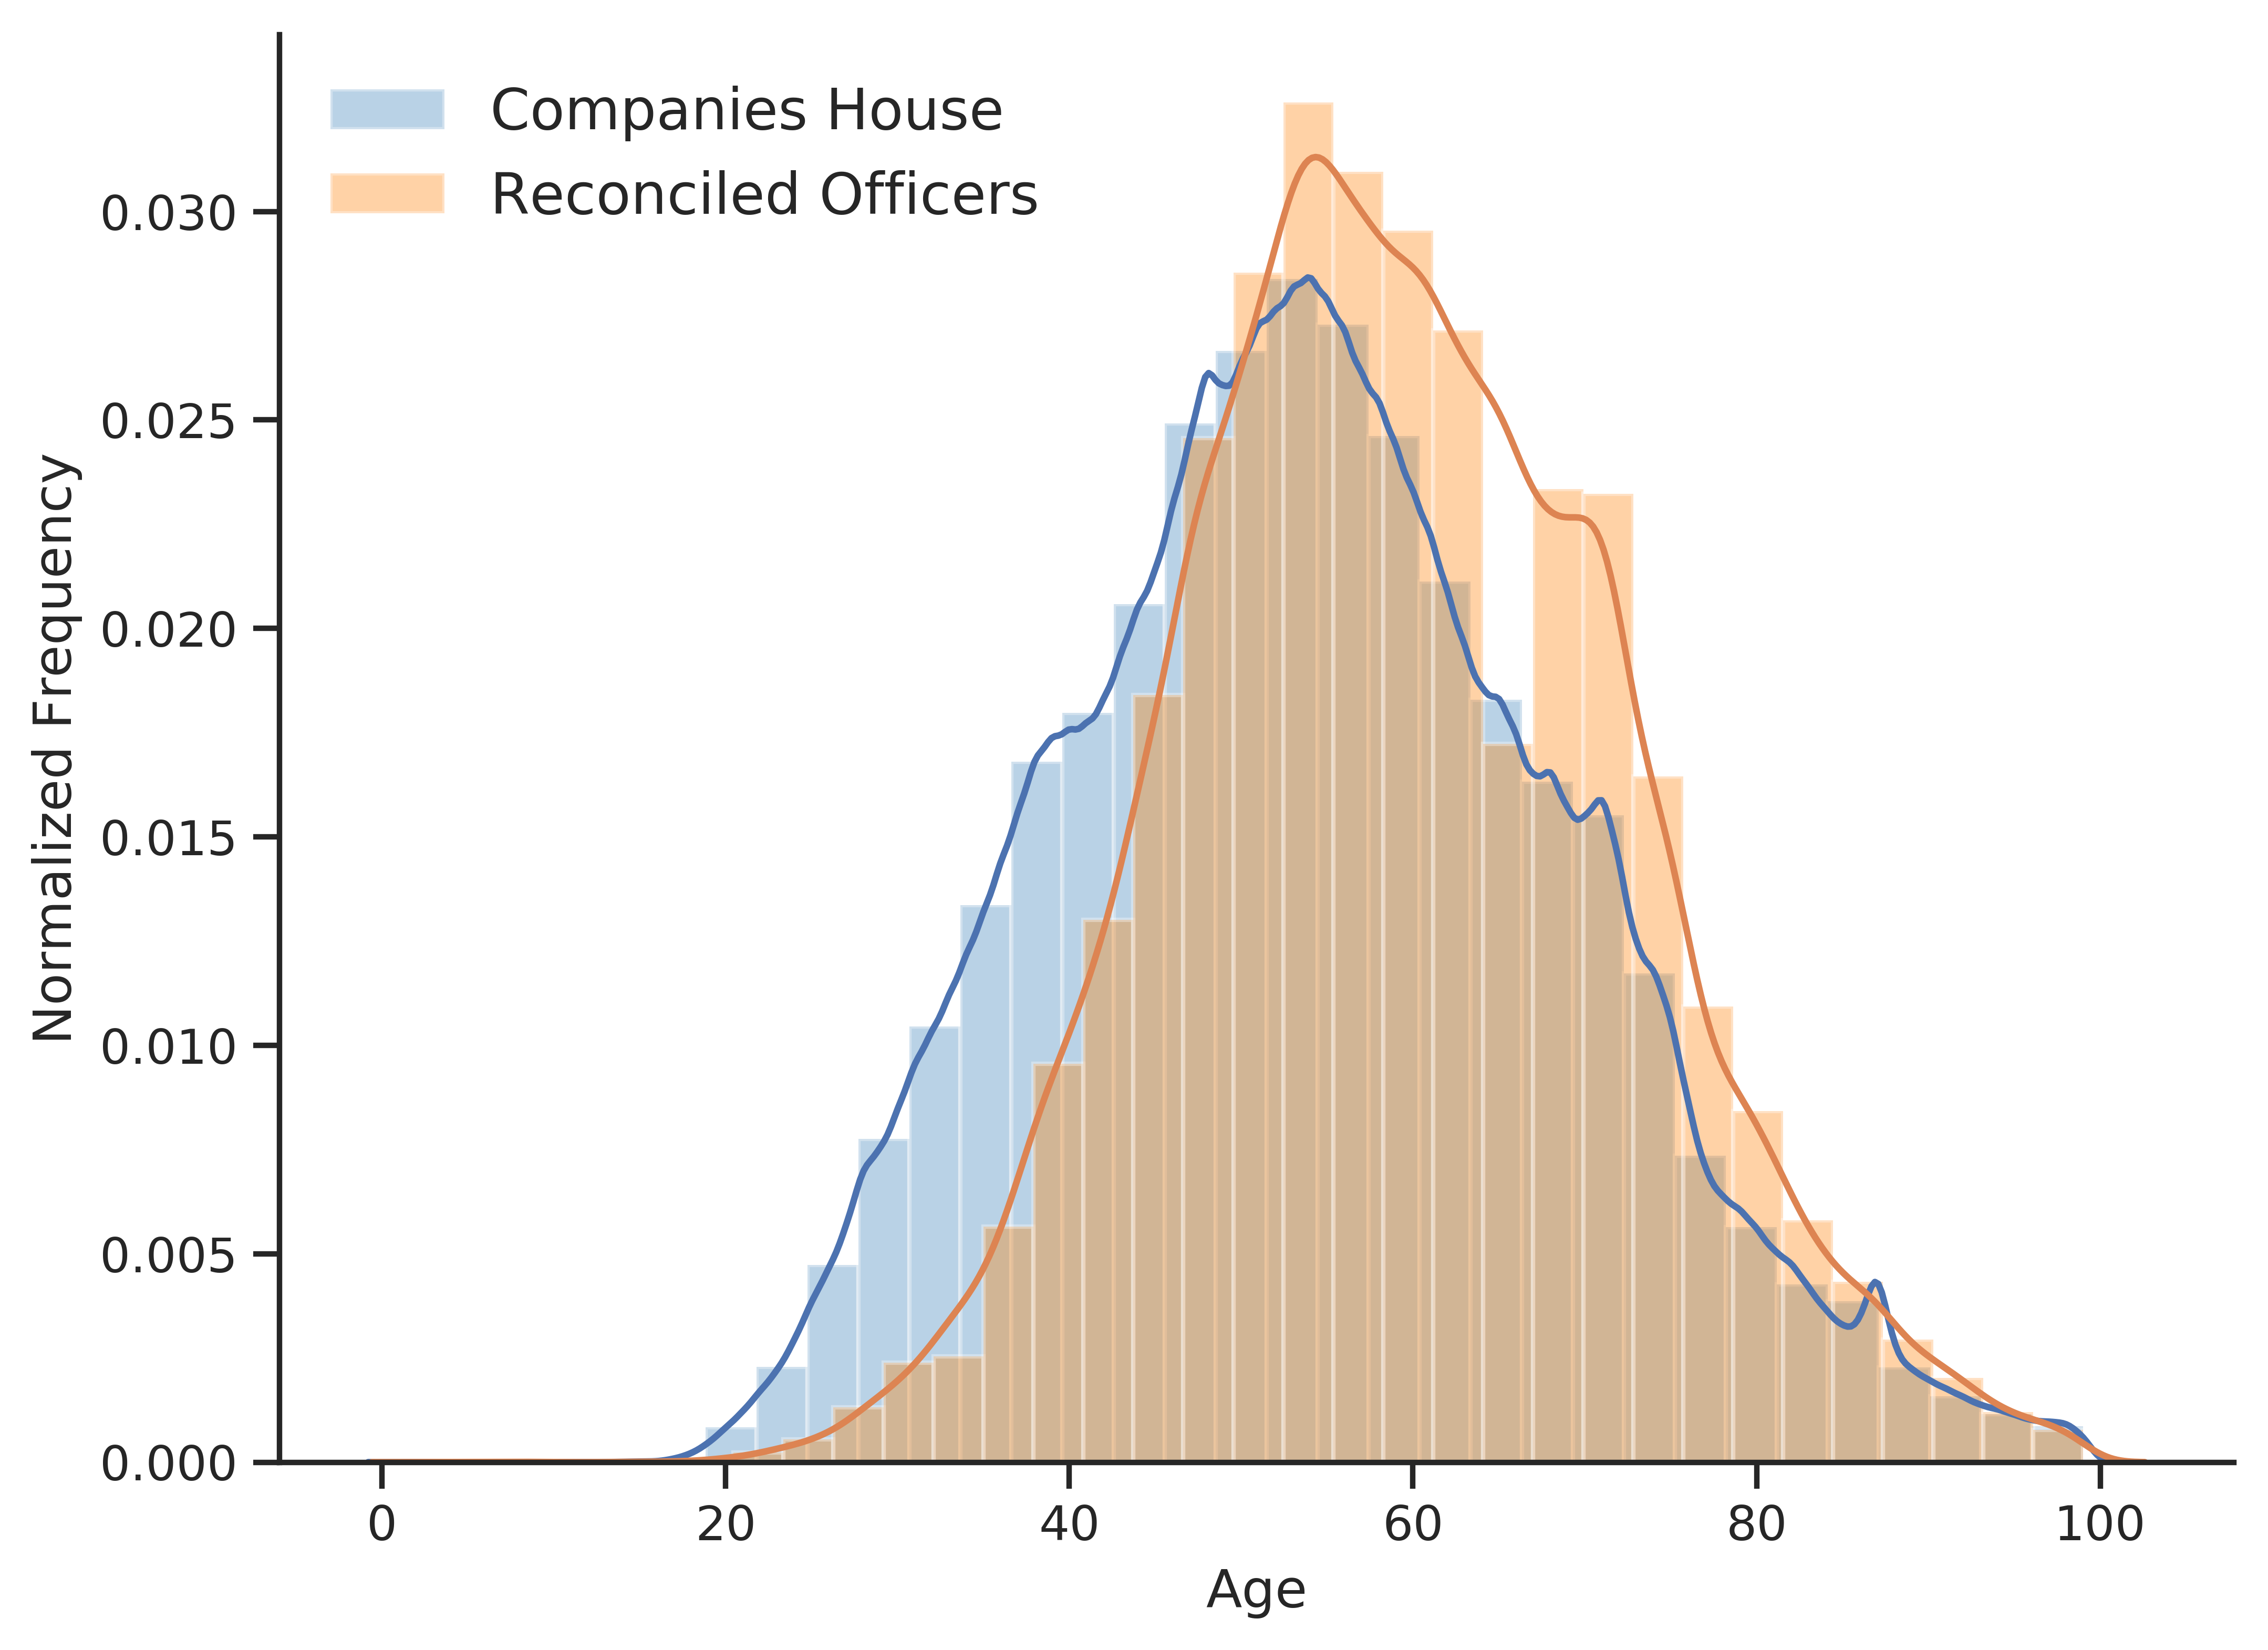 Companies House
Reconciled Officers
Normalized Frequency
0.030
0.025
0.020
0.015
0.010
0.005
0.000
0 20 40 60 80 100
Age